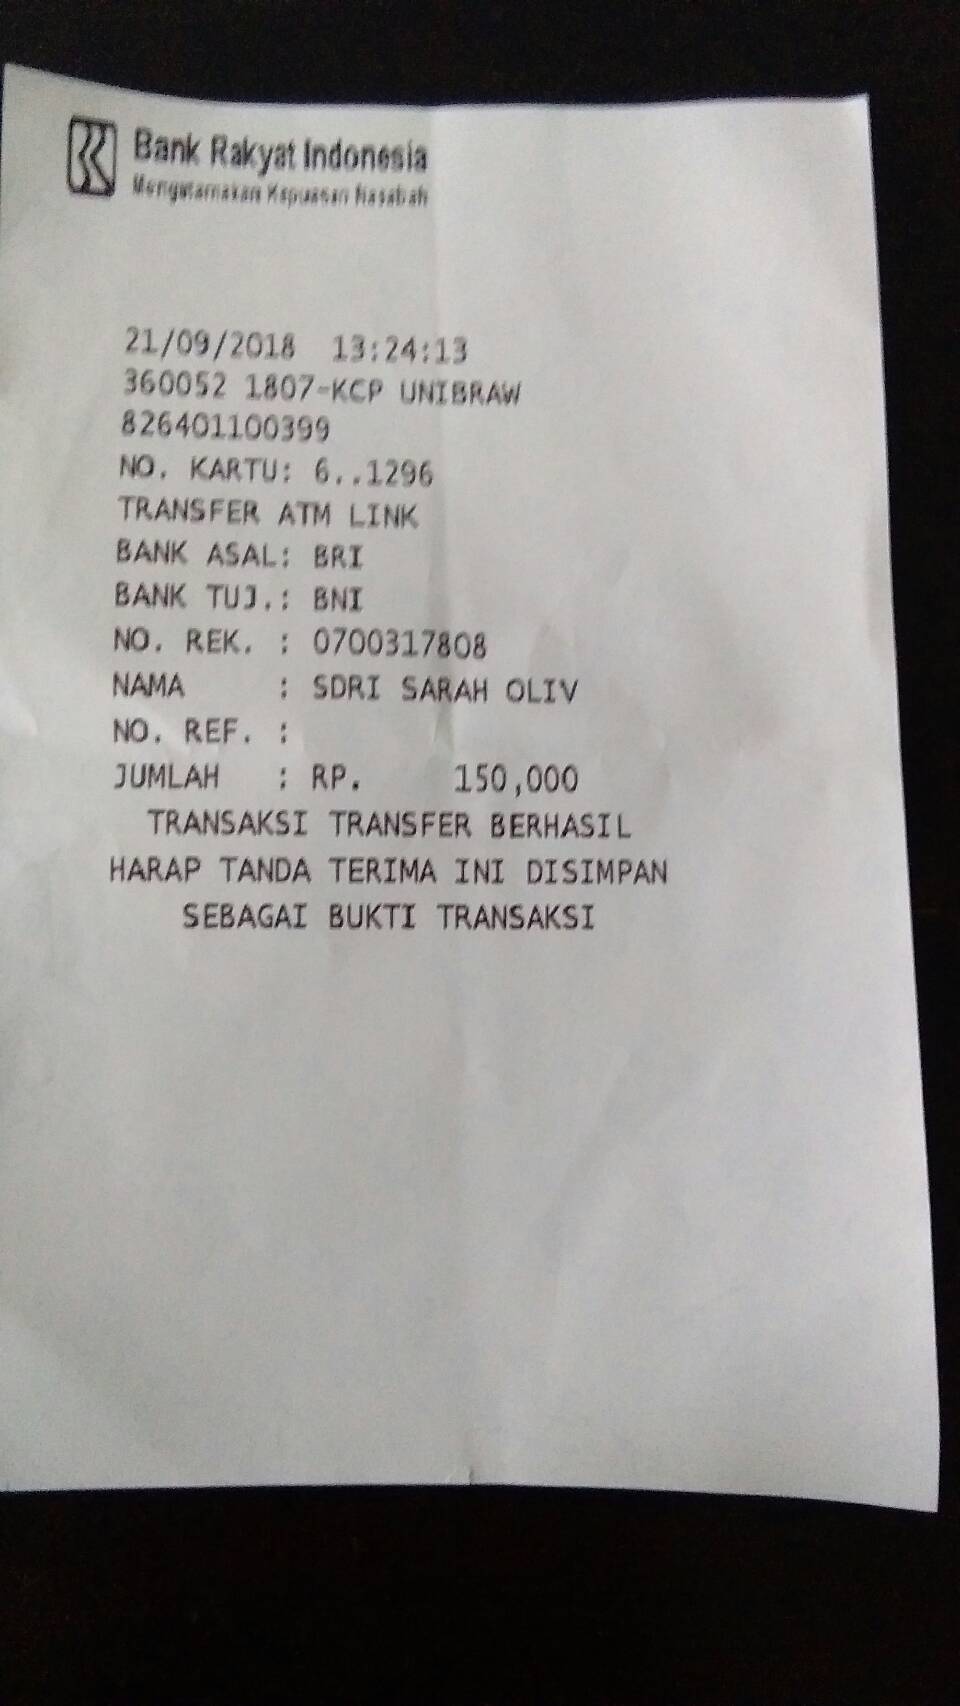 Bank Rakyat Indonesia
Mengutamakan Kepuasan Nasabah
21/09/2018 13:24:13
360052 1807-KCP UNIBRAW
826401100399
NO. KARTU: 6..1296
TRANSFER ATM LINK
BANK ASAL: BRI
BANK TUJ.: BNI
NO. REK. : 0700317808
NAMA : SDRI SARAH OLIV
NO. REF. :
JUMLAH : RP. 150,000
TRANSAKSI TRANSFER BERHASIL
HARAP TANDA TERIMA INI DISIMPAN
SEBAGAI BUKTI TRANSAKSI